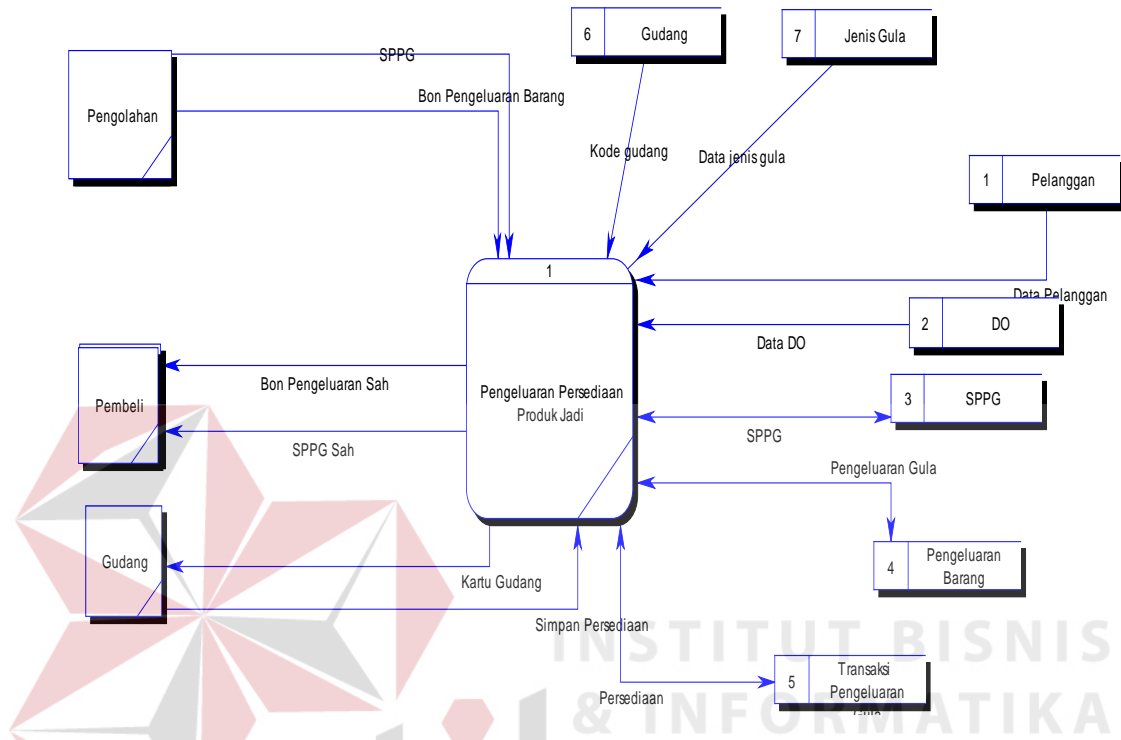 6 Gudang
7 Jenis Gula
SPPG
Pengolahan
Bon Pengeluaran Barang
Kode gudang
Data jenis gula
1 Pelanggan
1
Data Pelanggan
2 DO
Data DO
Pengeluaran Persediaan
Produk Jadi
Bon Pengeluaran Sah
Pembeli
3 SPPG
SPPG
SPPG Sah
Pengeluaran Gula
Gudang
4 Pengeluaran
Barang
Kartu Gudang
Simpan Persediaan
INSTITUT BISNIS
5 Transaksi
Pengeluaran
Gula
Persediaan
& INFORMATIKA